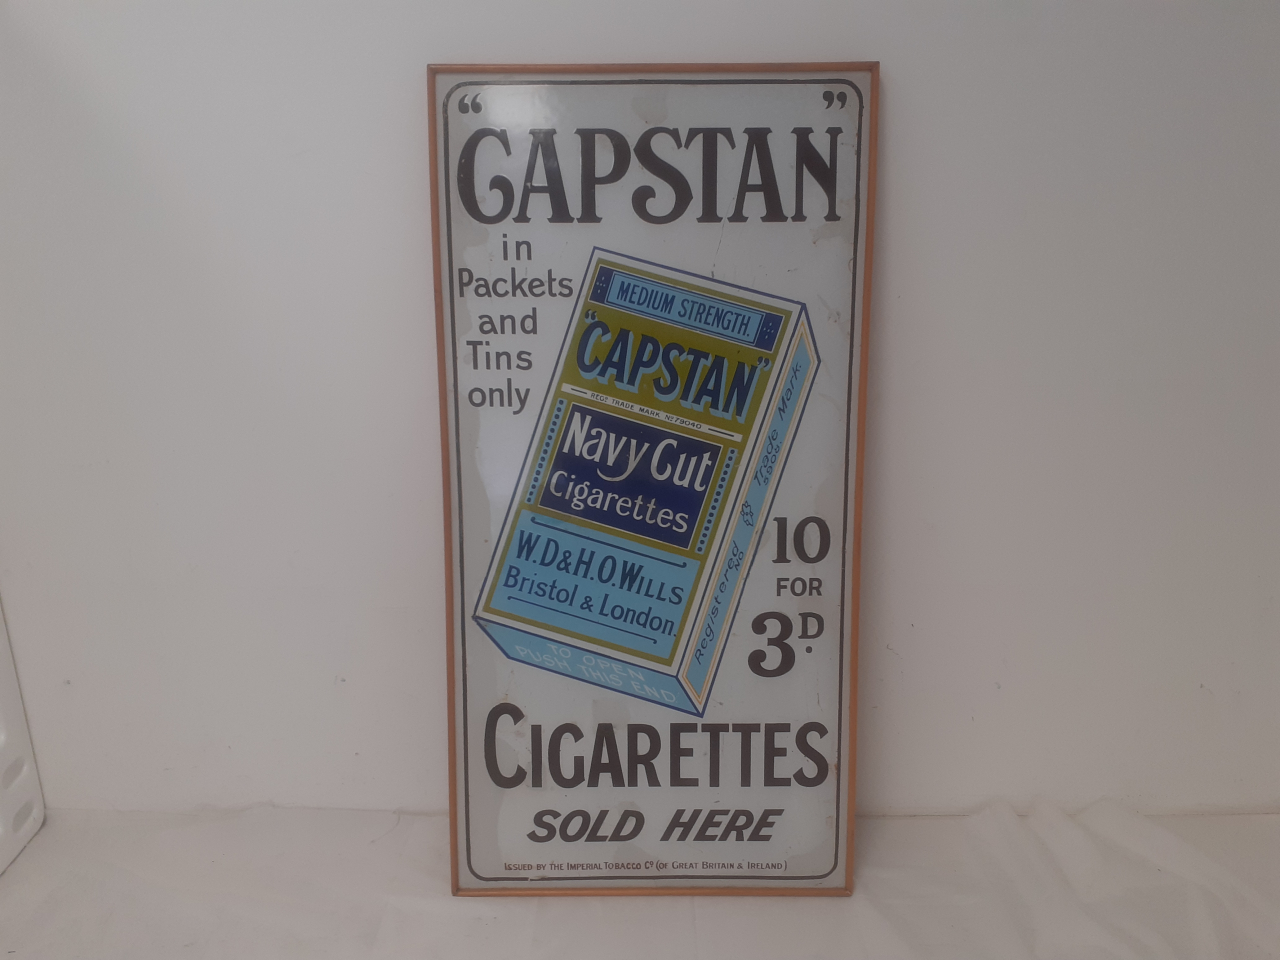 “CAPSTAN”
in
Packets
and
Tins
only
MEDIUM STRENGTH.
“CAPSTAN”
REGD TRADE MARK No 79040.
Navy Cut
Cigarettes
W.D & H.O. WILLS
Bristol & London.
TO OPEN
PUSH THIS END
Registered Trade Mark.
No
10
FOR
3D.
CIGARETTES
SOLD HERE
ISSUED BY THE IMPERIAL TOBACCO Co (OF GREAT BRITAIN & IRELAND)